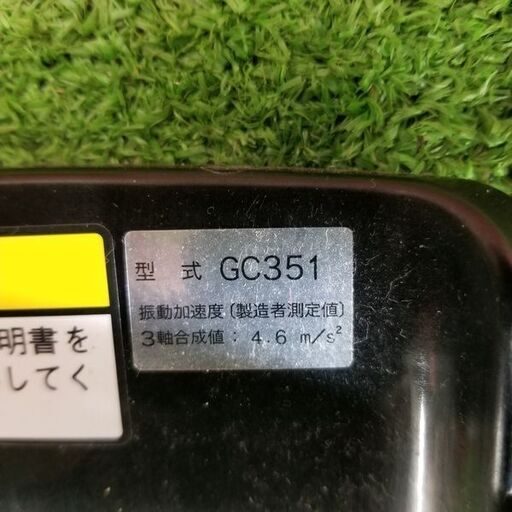 型 式 GC351
振動加速度〔製造者測定値〕
3軸合成値: 4.6 m/s²
明書を
してく